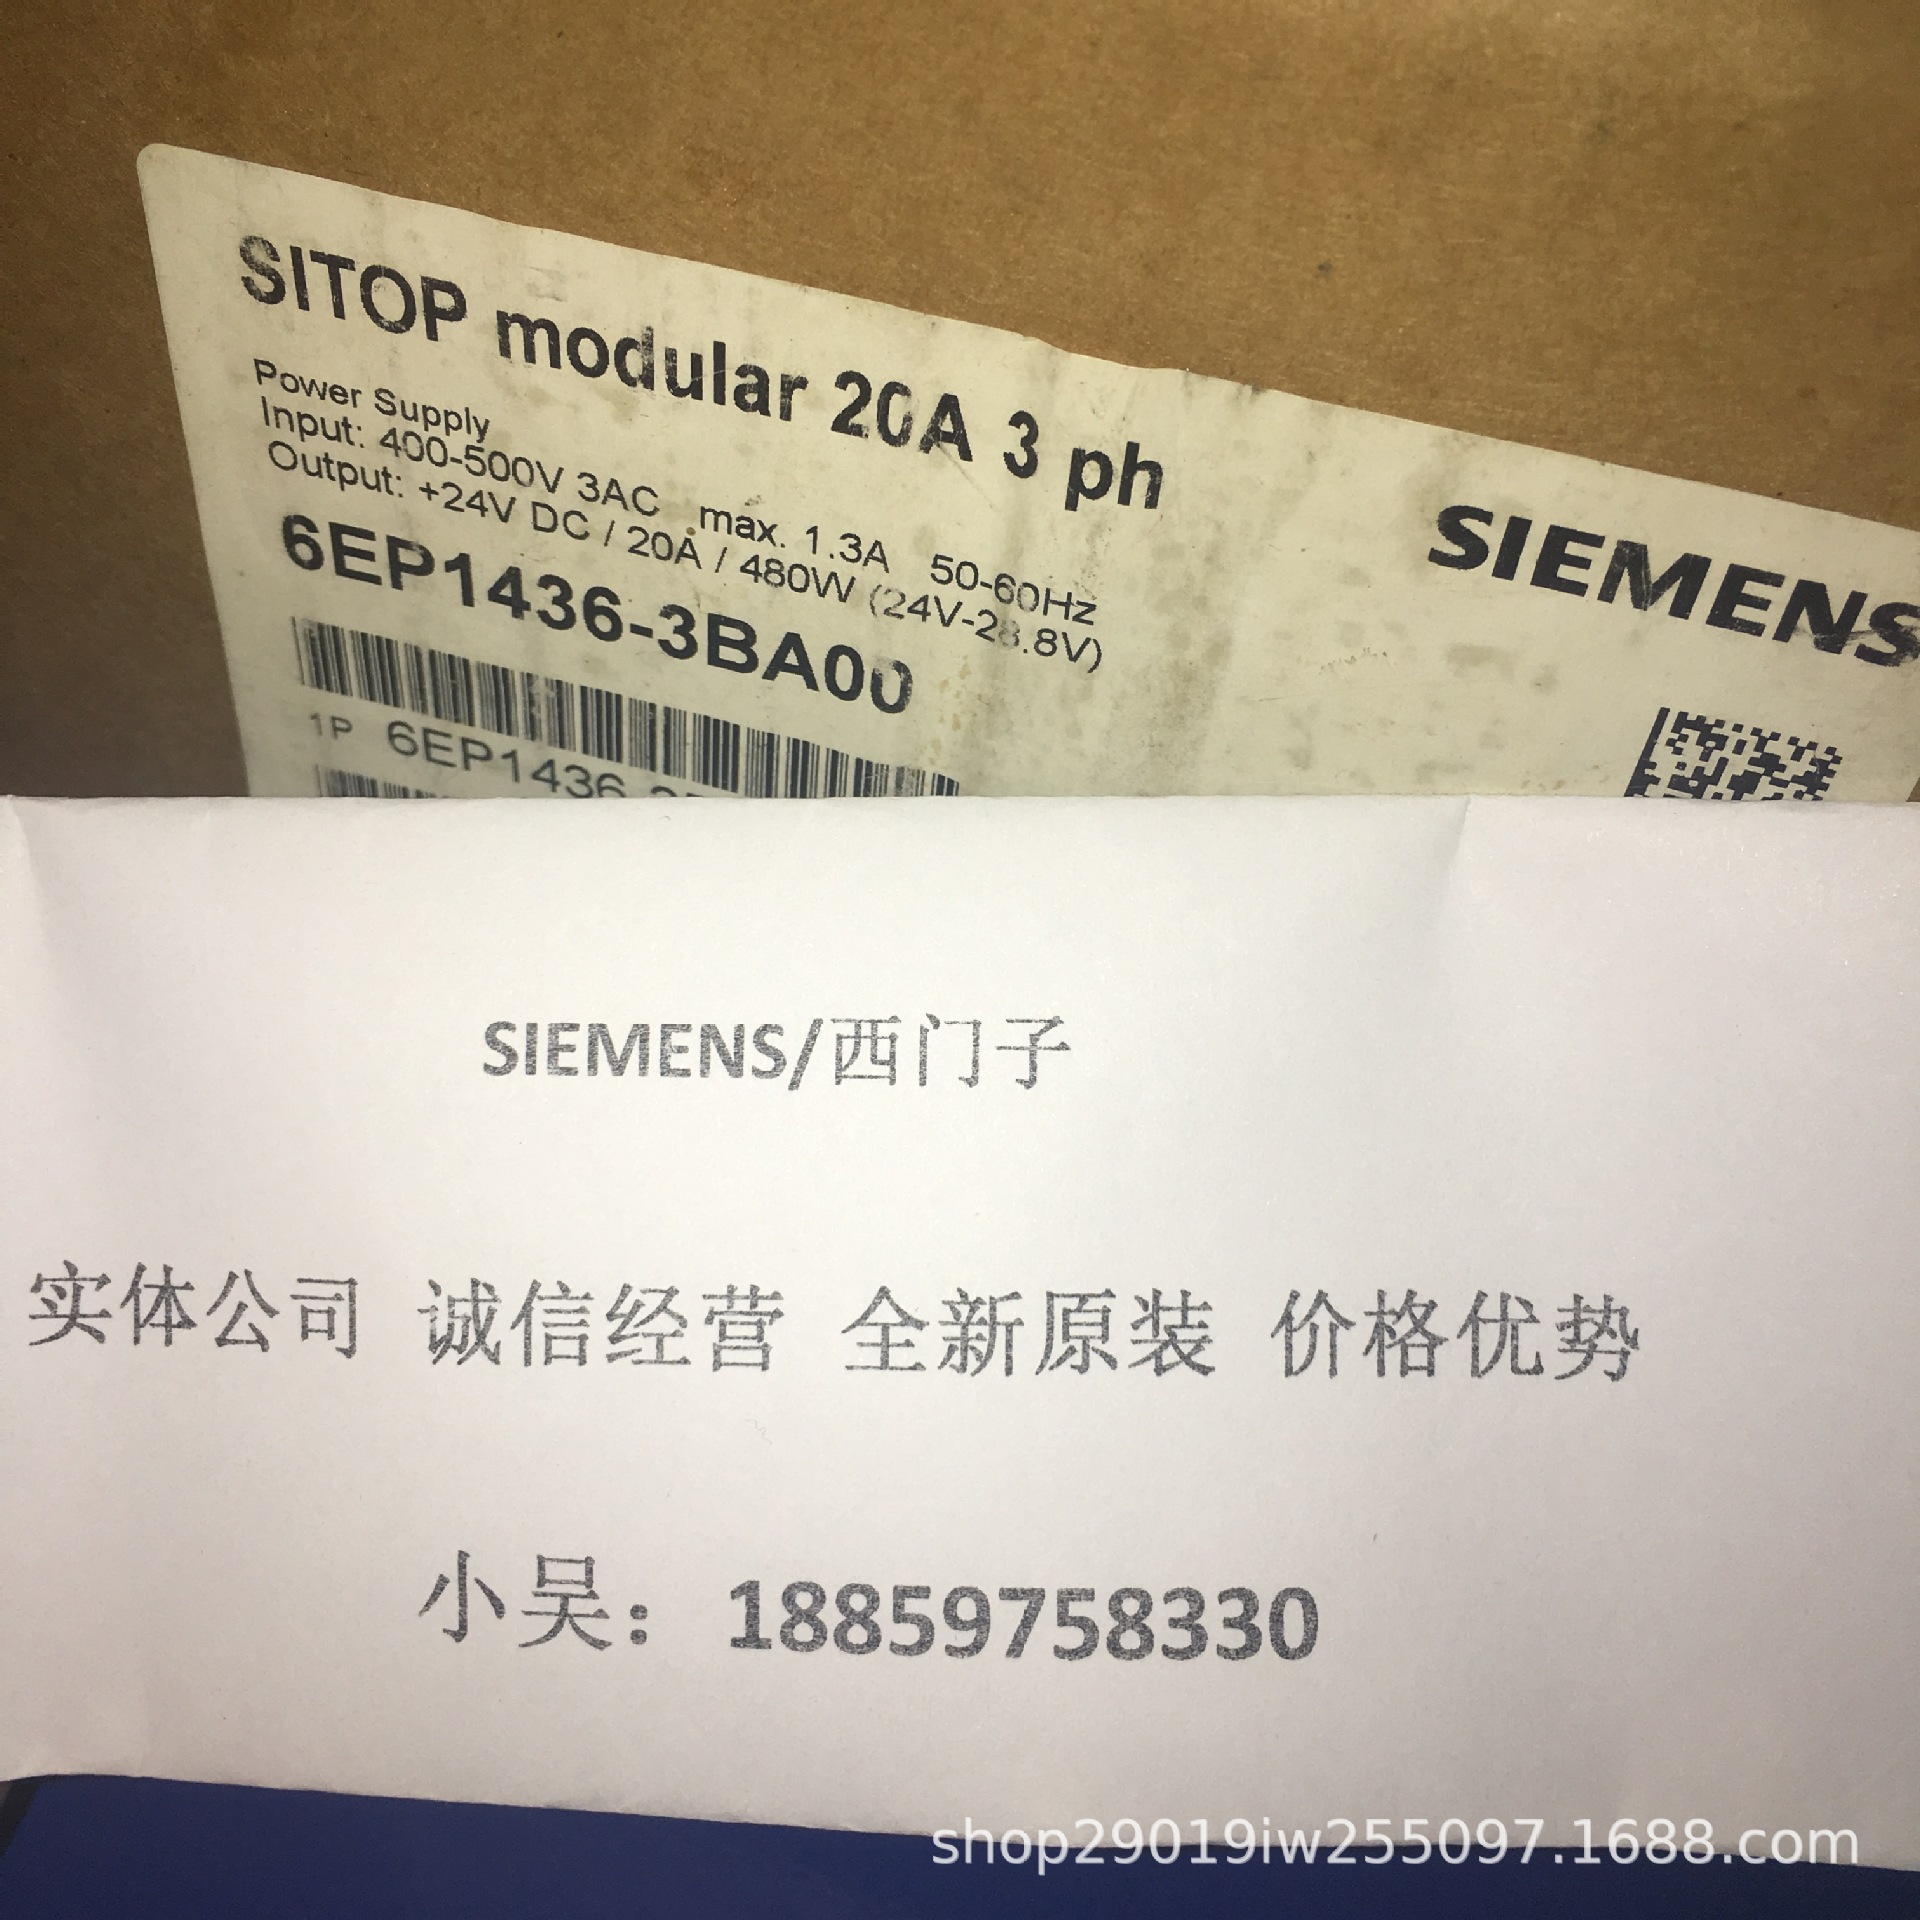 SITOP modular 20A 3 ph
Power Supply
Input: 400-500V 3AC max. 1.3A 50-60Hz
Output: +24V DC / 20A / 480W (24V-28.8V)
6EP1436-3BA00
SIEMENS
1P 6EP1436
SIEMENS/西门子
实体公司 诚信经营 全新原装 价格优势
小吴: 18859758330
shop29019iw255097.1688.com